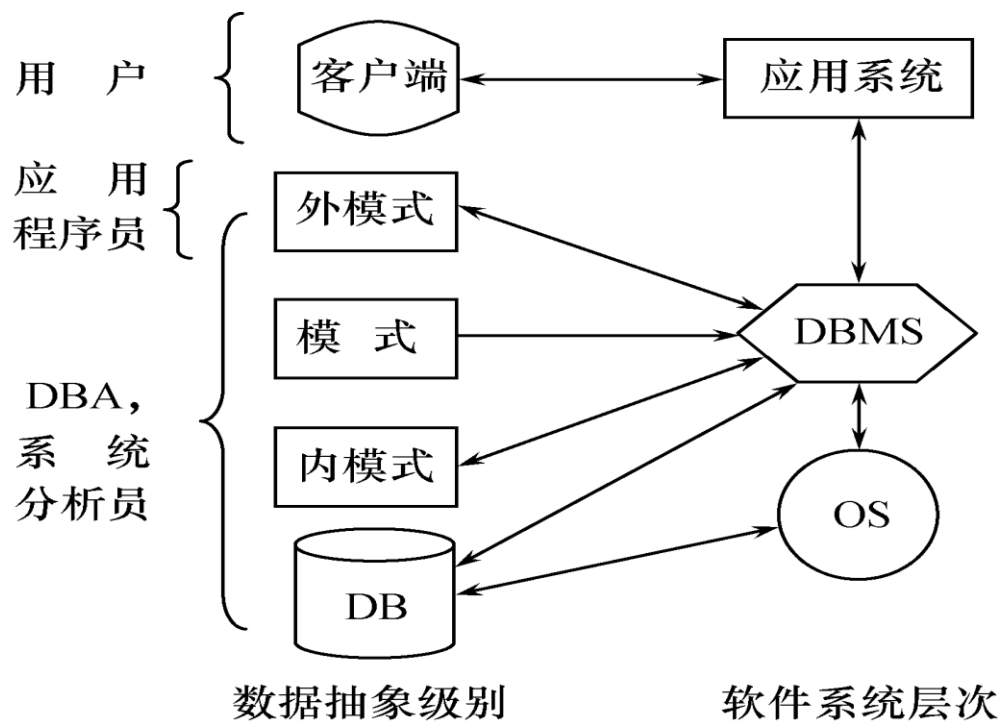 用 户
客户端
应用系统
应 用
程序员
外模式
模 式
DBMS
DBA，
系 统
分析员
内模式
OS
DB
数据抽象级别
软件系统层次